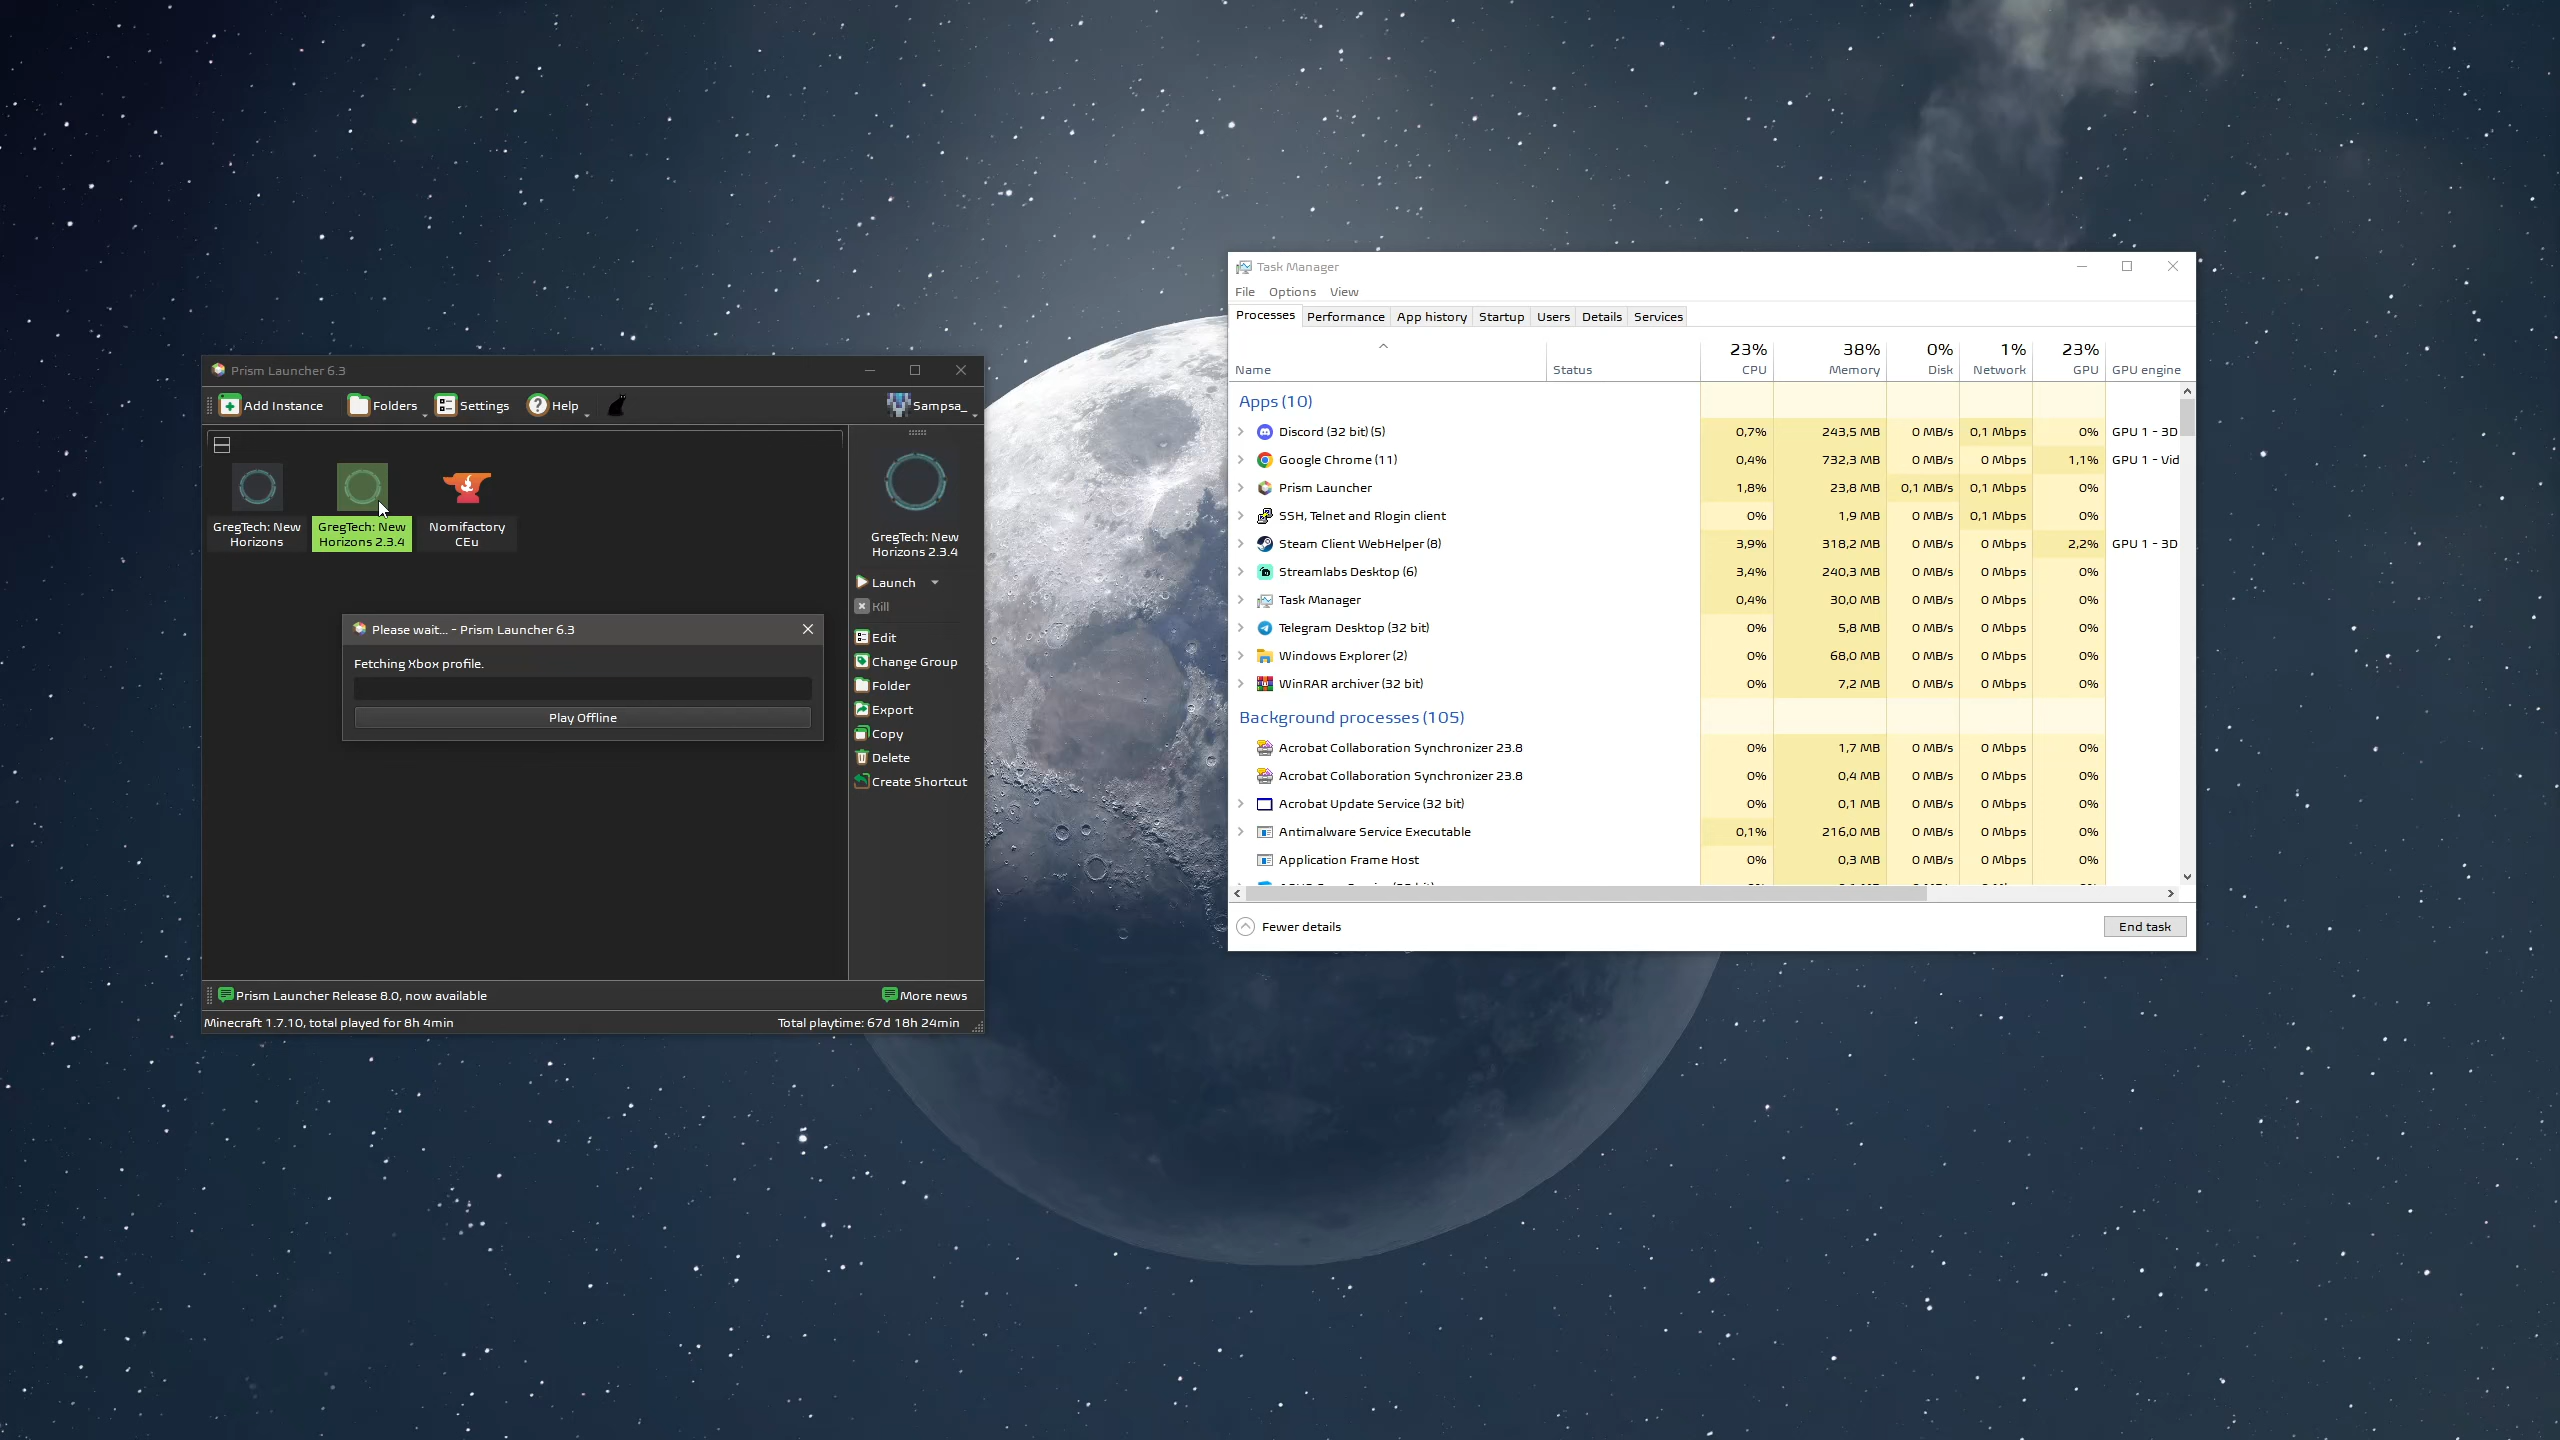 Prism Launcher 6.3
Add Instance
Folders
Settings
Help
Sampsa_
GregTech: New
Horizons
GregTech: New
Horizons 2.3.4
Nomifactory
CEu
GregTech: New
Horizons 2.3.4
Launch
Kill
Edit
Change Group
Folder
Export
Copy
Delete
Create Shortcut
Please wait... - Prism Launcher 6.3
Fetching Xbox profile.
Play Offline
Prism Launcher Release 8.0, now available
More news
Minecraft 1.7.10, total played for 8h 4min
Total playtime: 67d 18h 24min
Task Manager
File Options View
Processes Performance App history Startup Users Details Services
23% 38% 0% 1% 23%
Name Status CPU Memory Disk Network GPU GPU engine
Apps (10)
Discord (32 bit) (5) 0,7% 243,5 MB 0 MB/s 0,1 Mbps 0% GPU 1 - 3D
Google Chrome (11) 0,4% 732,3 MB 0 MB/s 0 Mbps 1,1% GPU 1 - Vid
Prism Launcher 1,8% 23,8 MB 0,1 MB/s 0,1 Mbps 0%
SSH, Telnet and Rlogin client 0% 1,9 MB 0 MB/s 0,1 Mbps 0%
Steam Client WebHelper (8) 3,9% 318,2 MB 0 MB/s 0 Mbps 2,2% GPU 1 - 3D
Streamlabs Desktop (6) 3,4% 240,3 MB 0 MB/s 0 Mbps 0%
Task Manager 0,4% 30,0 MB 0 MB/s 0 Mbps 0%
Telegram Desktop (32 bit) 0% 5,8 MB 0 MB/s 0 Mbps 0%
Windows Explorer (2) 0% 68,0 MB 0 MB/s 0 Mbps 0%
WinRAR archiver (32 bit) 0% 7,2 MB 0 MB/s 0 Mbps 0%
Background processes (105)
Acrobat Collaboration Synchronizer 23.8 0% 1,7 MB 0 MB/s 0 Mbps 0%
Acrobat Collaboration Synchronizer 23.8 0% 0,4 MB 0 MB/s 0 Mbps 0%
Acrobat Update Service (32 bit) 0% 0,1 MB 0 MB/s 0 Mbps 0%
Antimalware Service Executable 0,1% 216,0 MB 0 MB/s 0 Mbps 0%
Application Frame Host 0% 0,3 MB 0 MB/s 0 Mbps 0%
Fewer details
End task